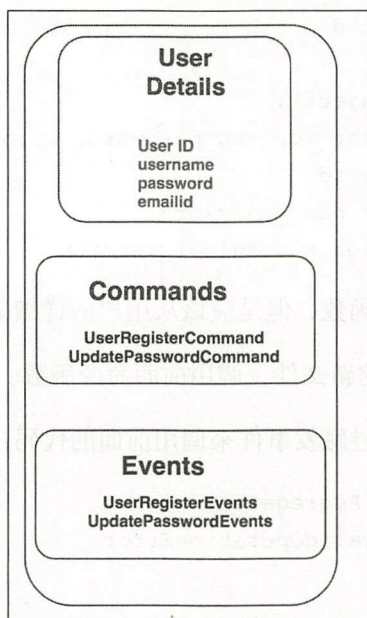 User
Details
User ID
username
password
emailid
Commands
UserRegisterCommand
UpdatePasswordCommand
Events
UserRegisterEvents
UpdatePasswordEvents